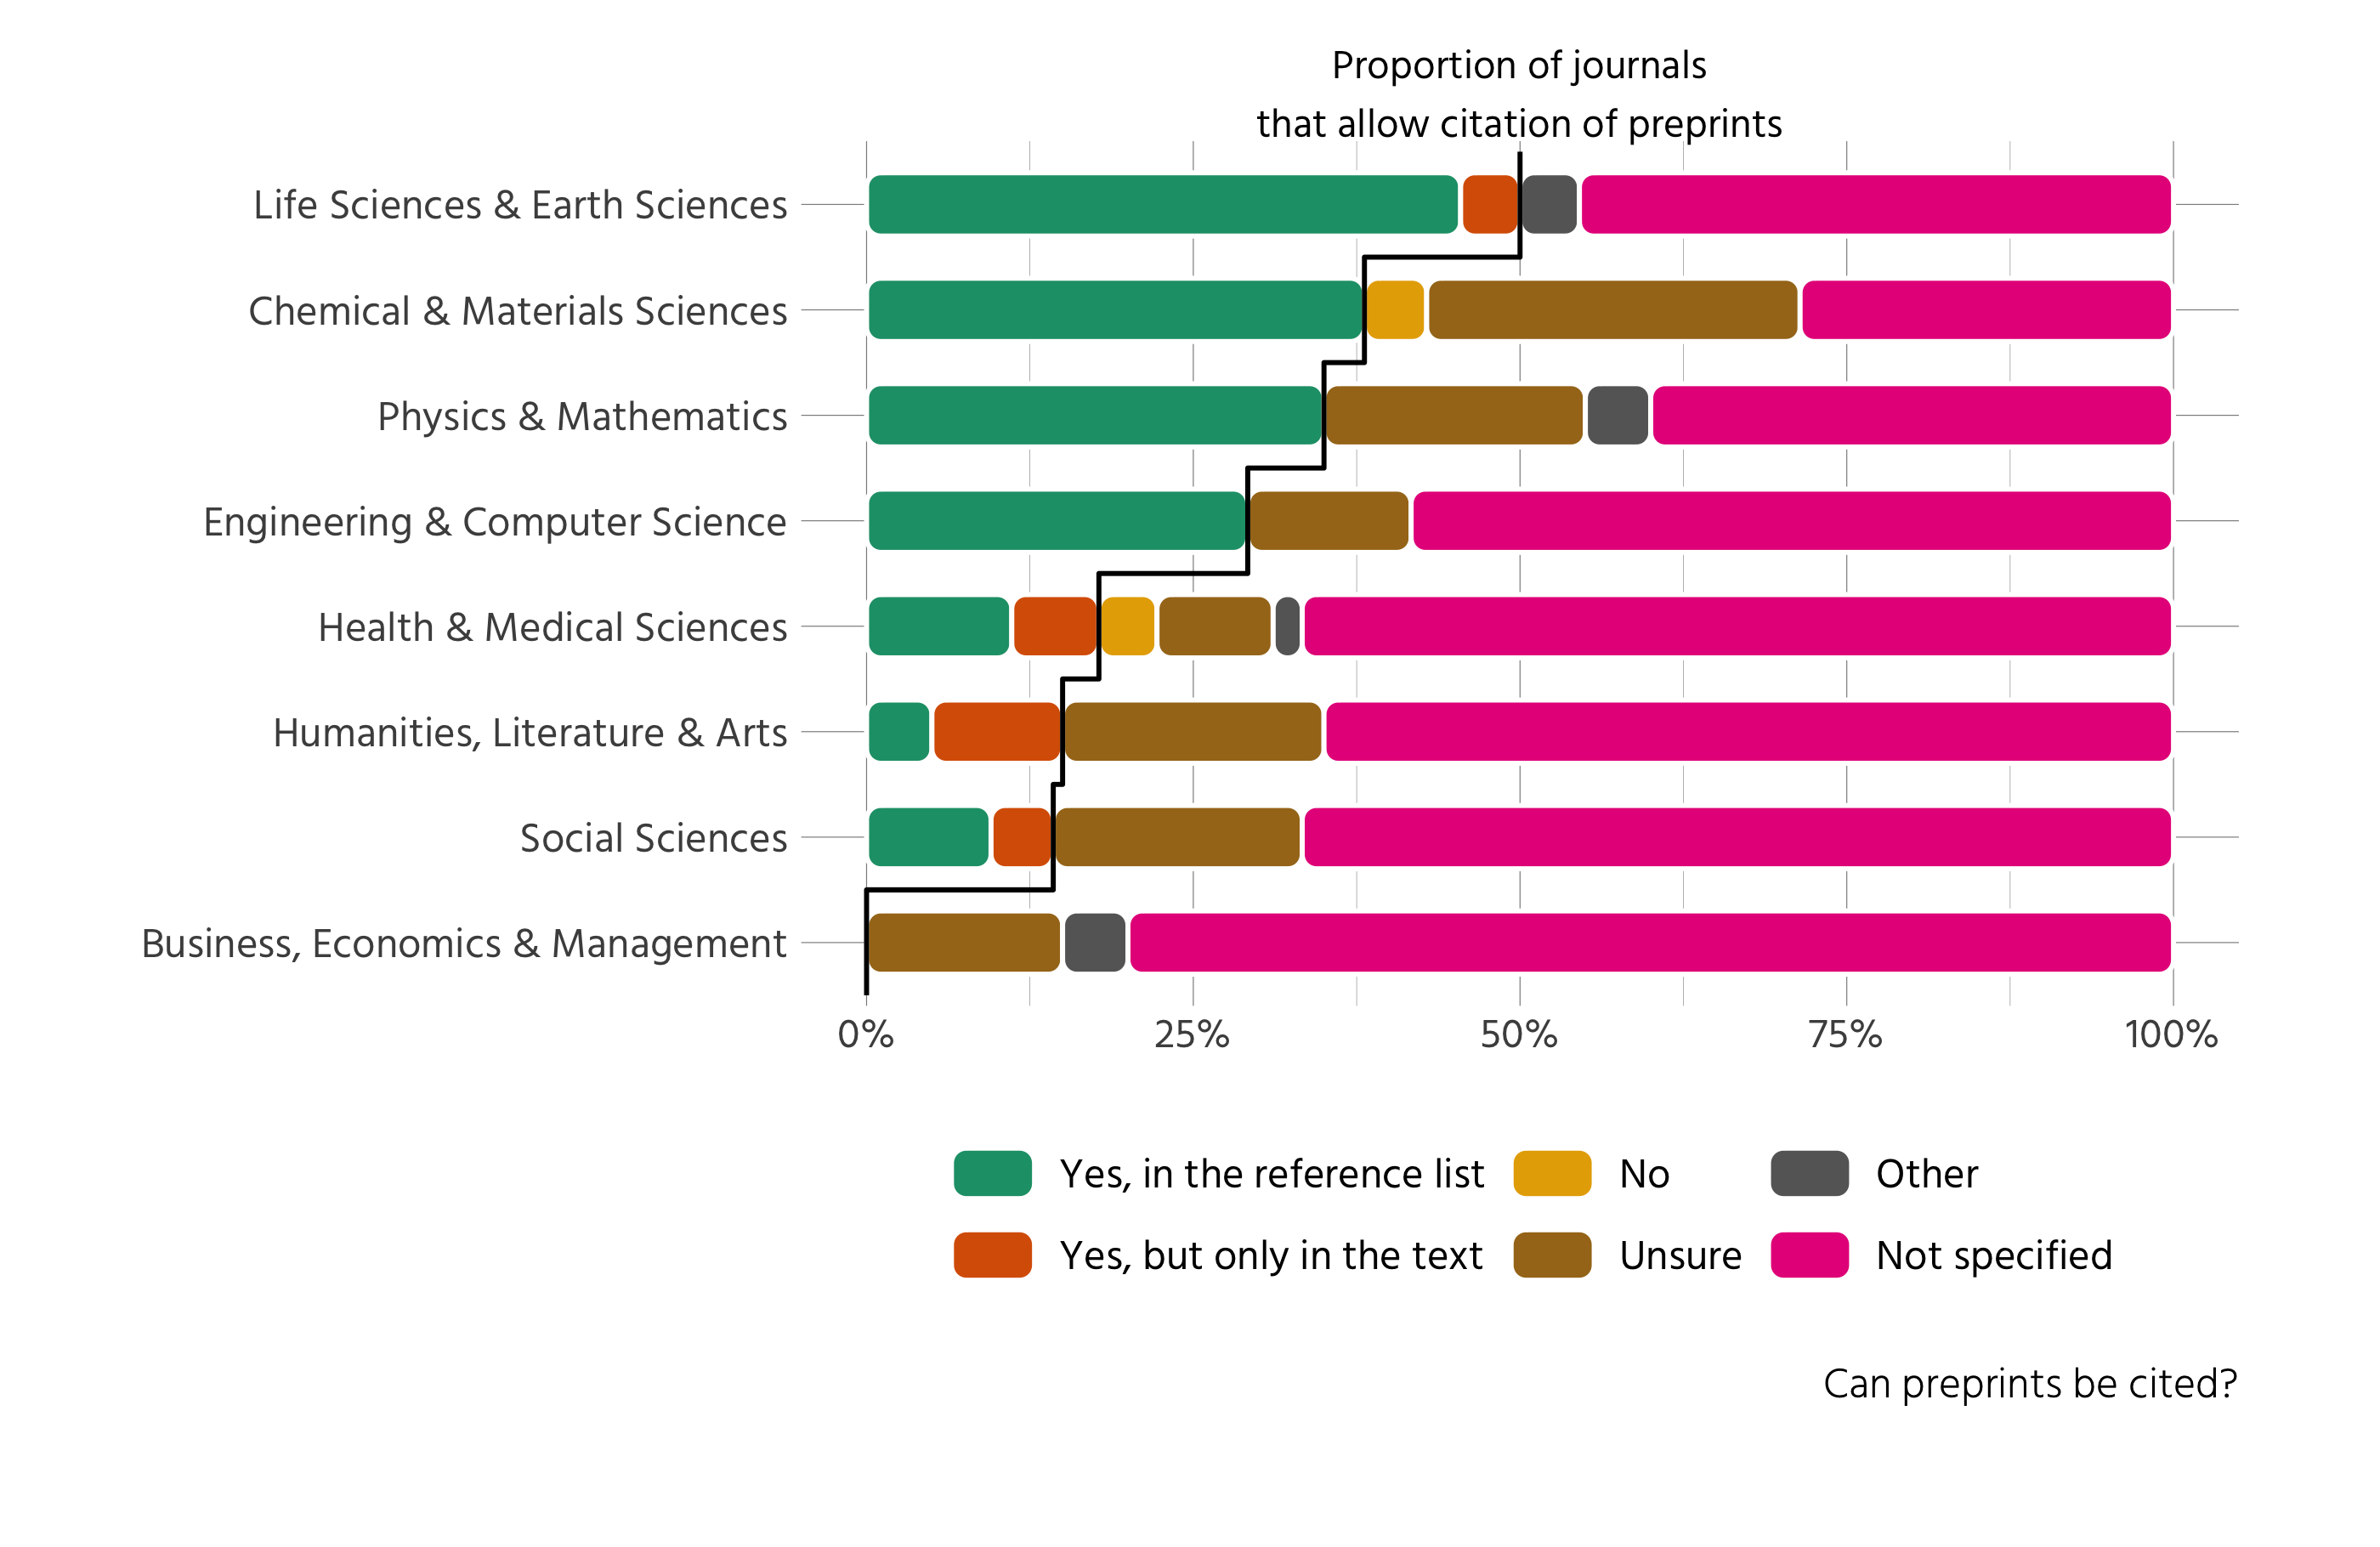 Proportion of journals
that allow citation of preprints
Life Sciences & Earth Sciences
Chemical & Materials Sciences
Physics & Mathematics
Engineering & Computer Science
Health & Medical Sciences
Humanities, Literature & Arts
Social Sciences
Business, Economics & Management
0% 25% 50% 75% 100%
Yes, in the reference list No Other
Yes, but only in the text Unsure Not specified
Can preprints be cited?